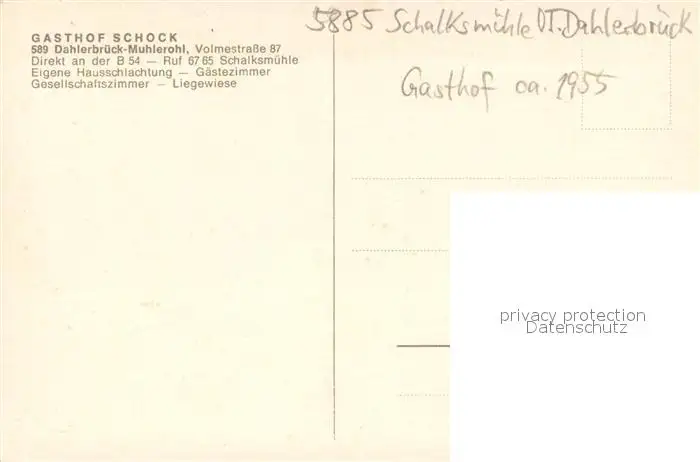 GASTHOF SCHOCK
589 Dahlerbrück-Muhlerohl, Volmestraße 87
Direkt an der B 54 — Ruf 67 65 Schalksmühle
Eigene Hausschlachtung — Gästezimmer
Gesellschaftszimmer — Liegewiese
5885 Schalksmühle OT. Dahlerbrück
Gasthof ca. 1955
privacy protection
Datenschutz